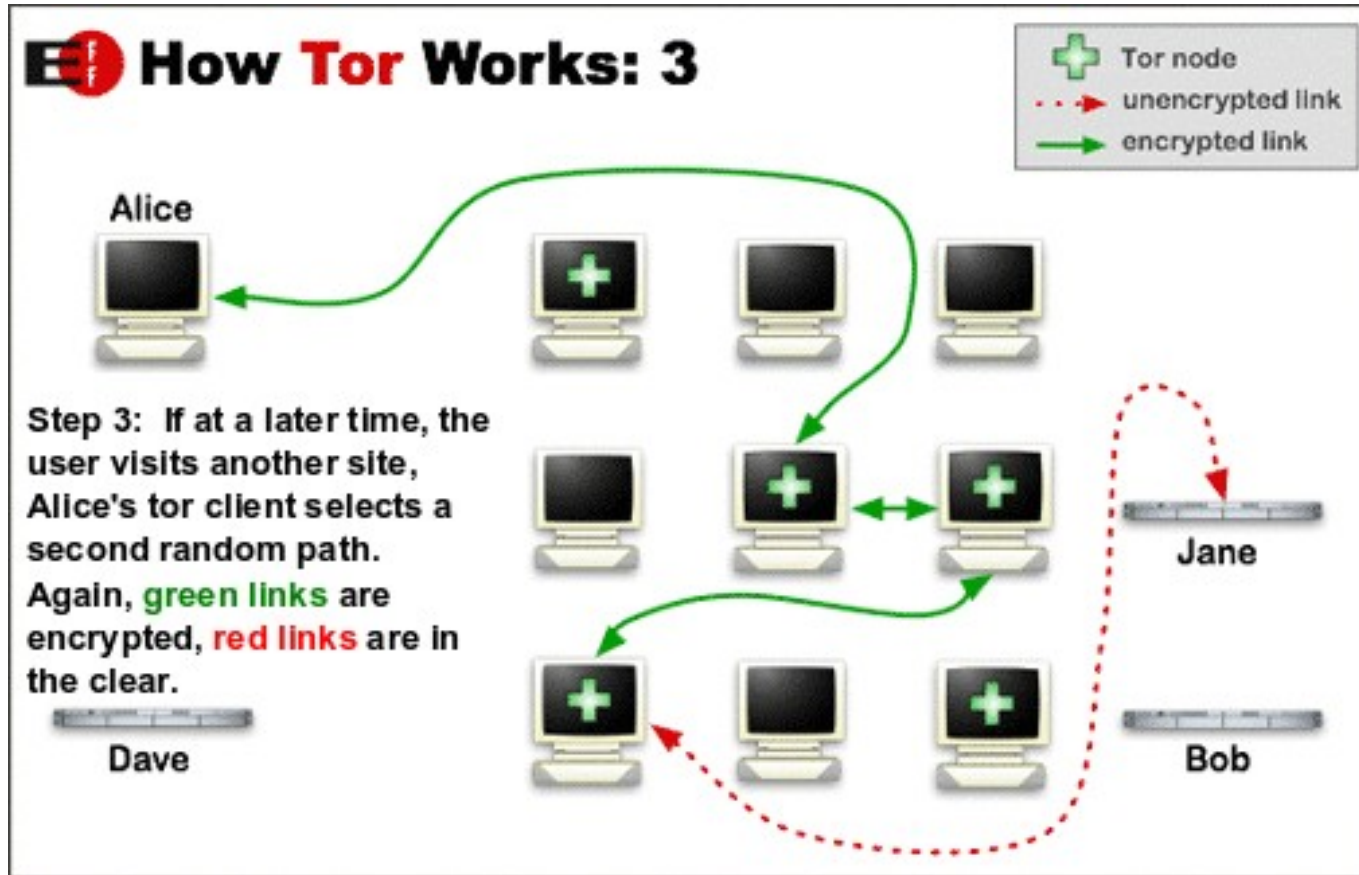 EFF How Tor Works: 3
Tor node
unencrypted link
encrypted link
Alice
Step 3: If at a later time, the
user visits another site,
Alice's tor client selects a
second random path.
Again, green links are
encrypted, red links are in
the clear.
Jane
Dave
Bob